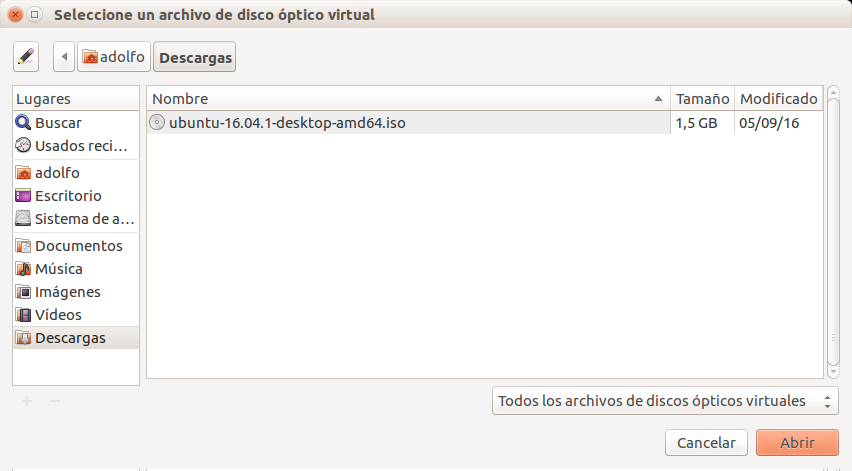 Seleccione un archivo de disco óptico virtual
adolfo
Descargas
Lugares
Nombre
Tamaño
Modificado
Buscar
Usados reci...
adolfo
Escritorio
Sistema de a...
Documentos
Música
Imágenes
Vídeos
Descargas
ubuntu-16.04.1-desktop-amd64.iso
1,5 GB
05/09/16
Todos los archivos de discos ópticos virtuales
Cancelar
Abrir